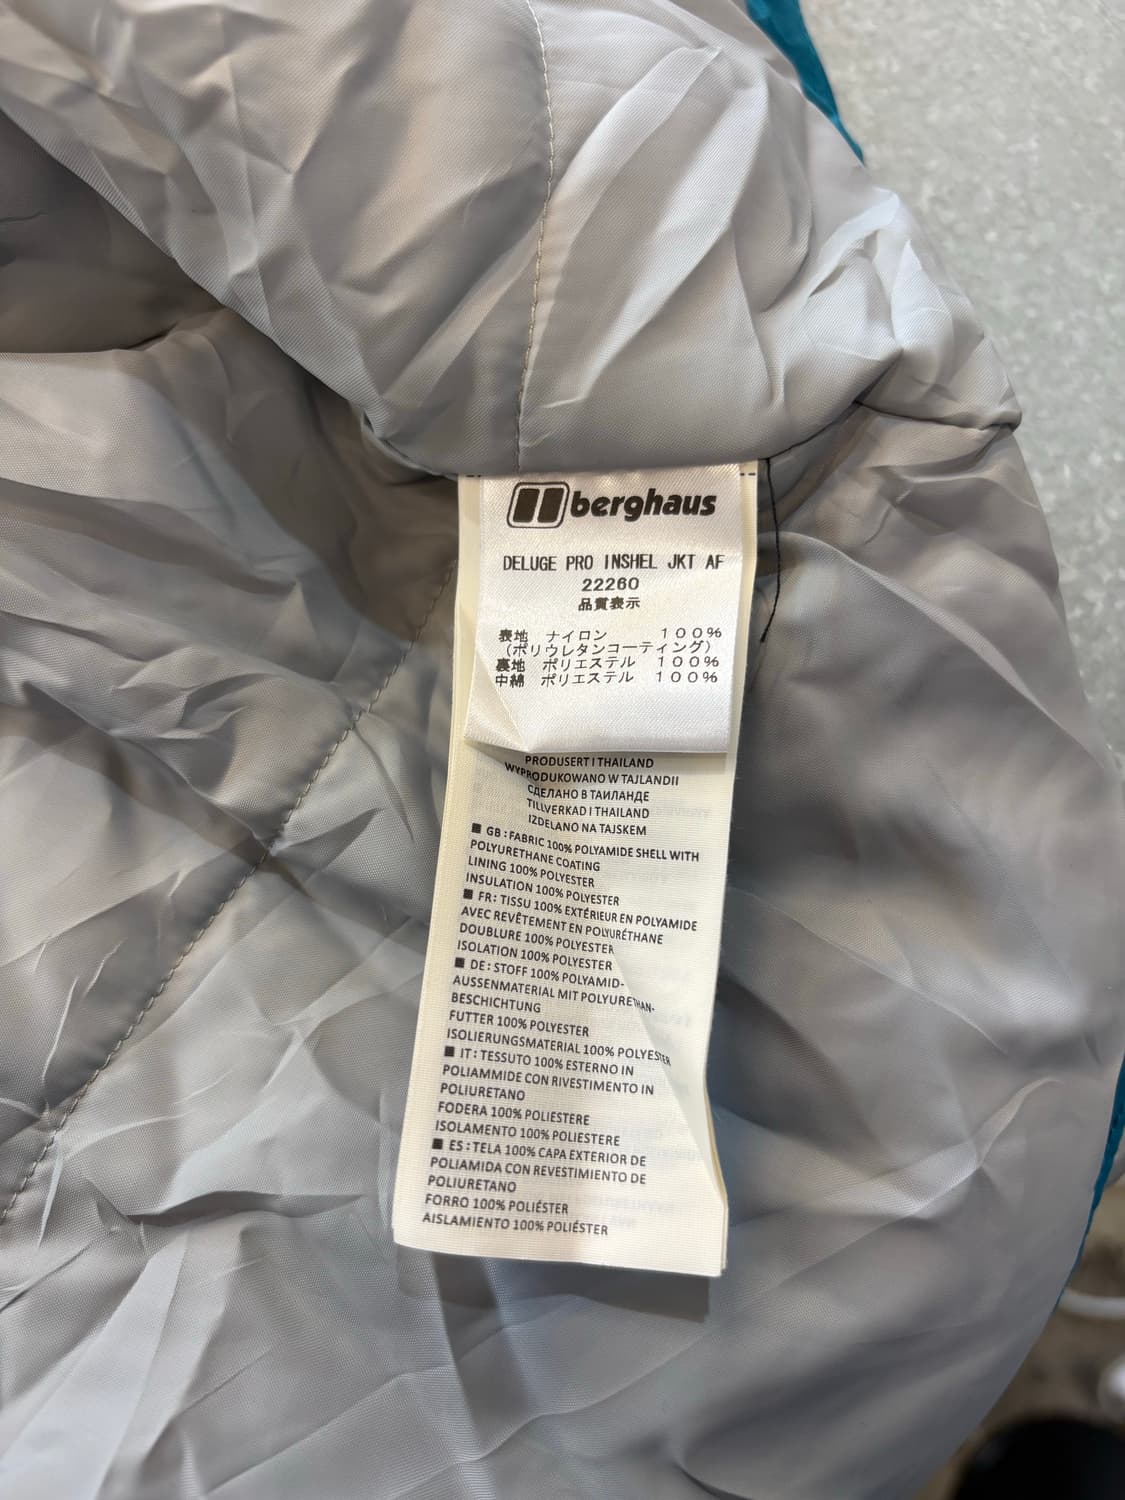 berghaus
DELUGE PRO INSHEL JKT AF
22260
品質表示
表地 ナイロン 100%
(ポリウレタンコーティング)
裏地 ポリエステル 100%
中綿 ポリエステル 100%
PRODUSERT I THAILAND
WYPRODUKOWANO W TAJLANDII
СДЕЛАНО В ТАИЛАНДЕ
TILLVERKAD I THAILAND
IZDELANO NA TAJSKEM
■ GB : FABRIC 100% POLYAMIDE SHELL WITH
POLYURETHANE COATING
LINING 100% POLYESTER
INSULATION 100% POLYESTER
■ FR : TISSU 100% EXTÉRIEUR EN POLYAMIDE
AVEC REVÊTEMENT EN POLYURÉTHANE
DOUBLURE 100% POLYESTER
ISOLATION 100% POLYESTER
■ DE : STOFF 100% POLYAMID-
AUSSENMATERIAL MIT POLYURETHAN-
BESCHICHTUNG
FUTTER 100% POLYESTER
ISOLIERUNGSMATERIAL 100% POLYESTER
■ IT : TESSUTO 100% ESTERNO IN
POLIAMMIDE CON RIVESTIMENTO IN
POLIURETANO
FODERA 100% POLIESTERE
ISOLAMENTO 100% POLIESTERE
■ ES : TELA 100% CAPA EXTERIOR DE
POLIAMIDA CON REVESTIMIENTO DE
POLIURETANO
FORRO 100% POLIÉSTER
AISLAMIENTO 100% POLIÉSTER